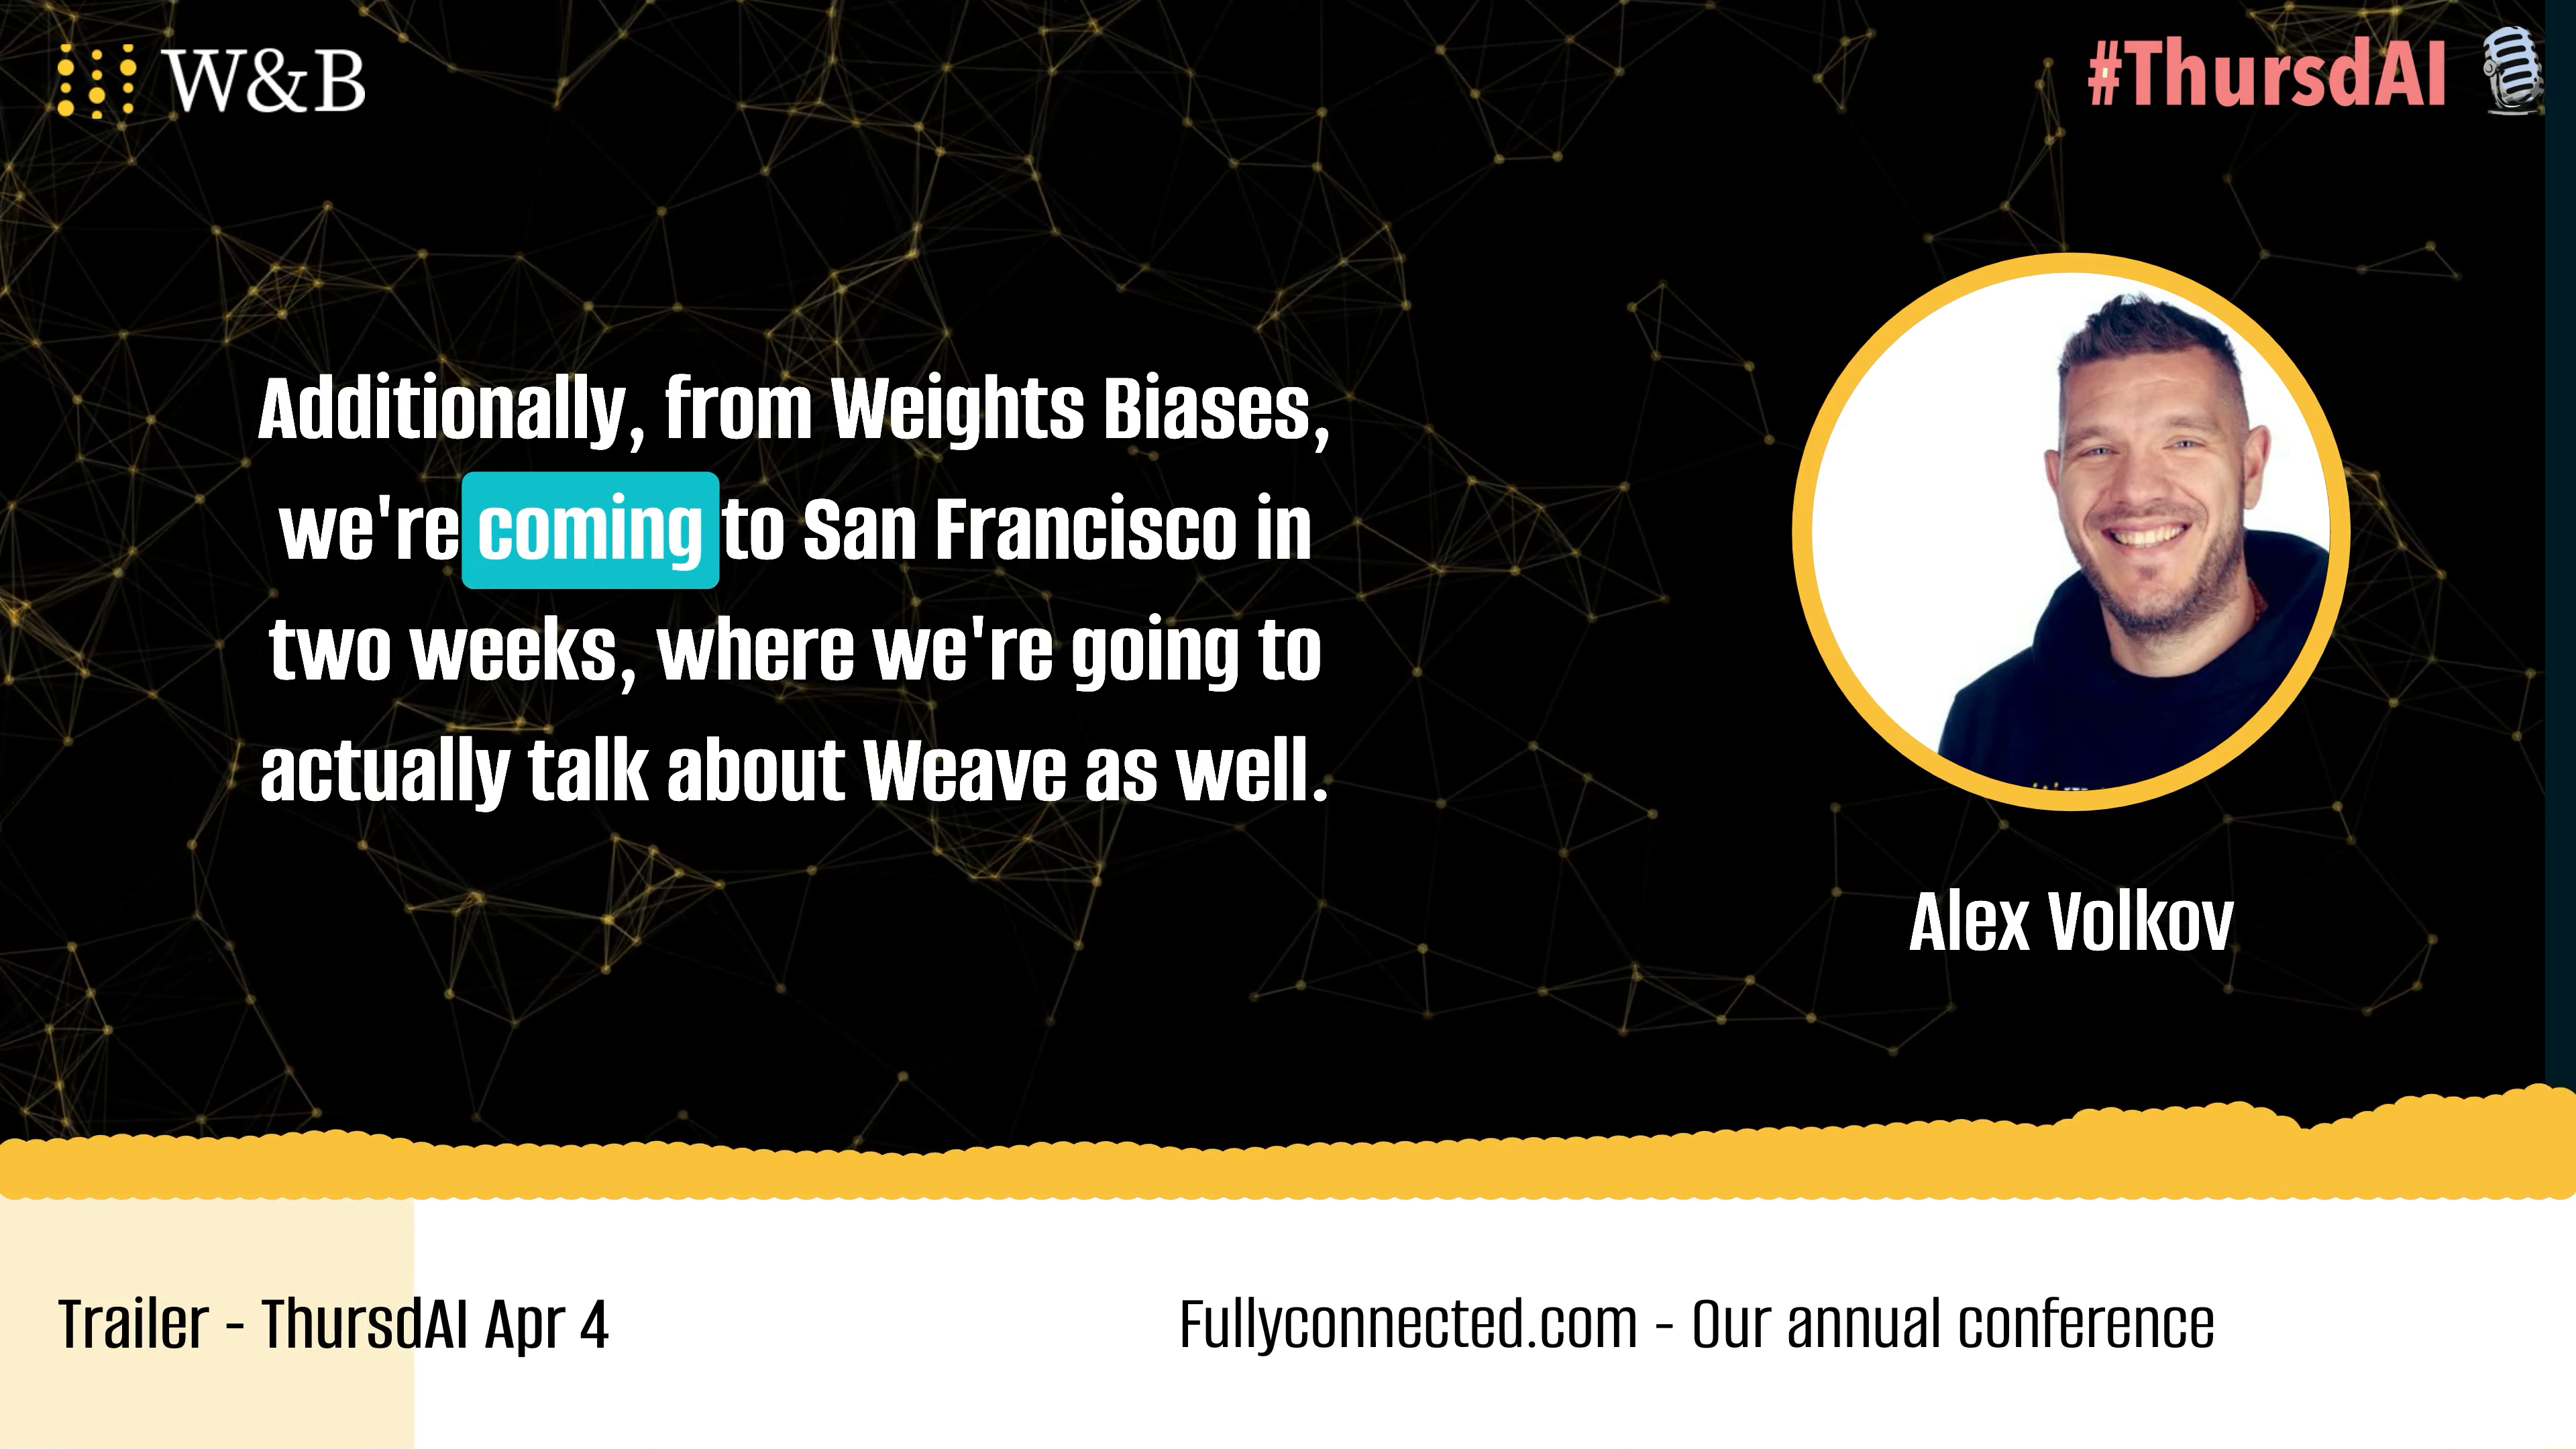 W&B
#ThursdAI
Additionally, from Weights Biases,
we're coming to San Francisco in
two weeks, where we're going to
actually talk about Weave as well.
Alex Volkov
Trailer - ThursdAI Apr 4
Fullyconnected.com - Our annual conference